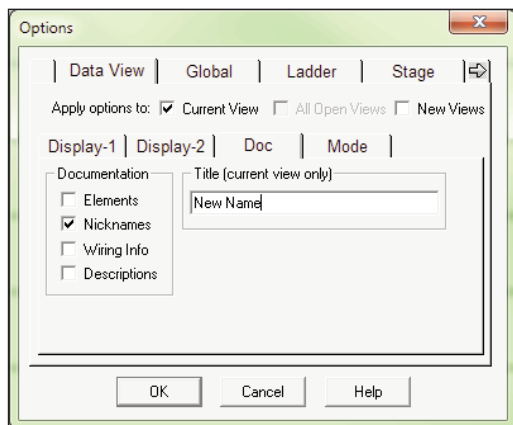 Options
Data View Global Ladder Stage
Apply options to: Current View All Open Views New Views
Display-1 Display-2 Doc Mode
Documentation
Elements
Nicknames
Wiring Info
Descriptions
Title (current view only)
New Name
OK Cancel Help